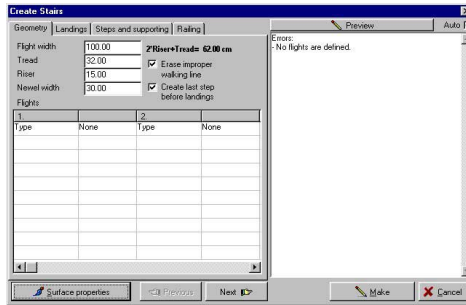 Create Stairs
Geometry Landings Steps and supporting Railing
Preview
Auto
Flight width 100.00 2*Riser+Tread= 62.00 cm
Tread 32.00 Erase improper walking line
Riser 15.00
Newel width 30.00 Create last step before landings
Flights
1. 2.
Type None Type None
Errors:
- No flights are defined.
Surface properties Previous Next Make Cancel